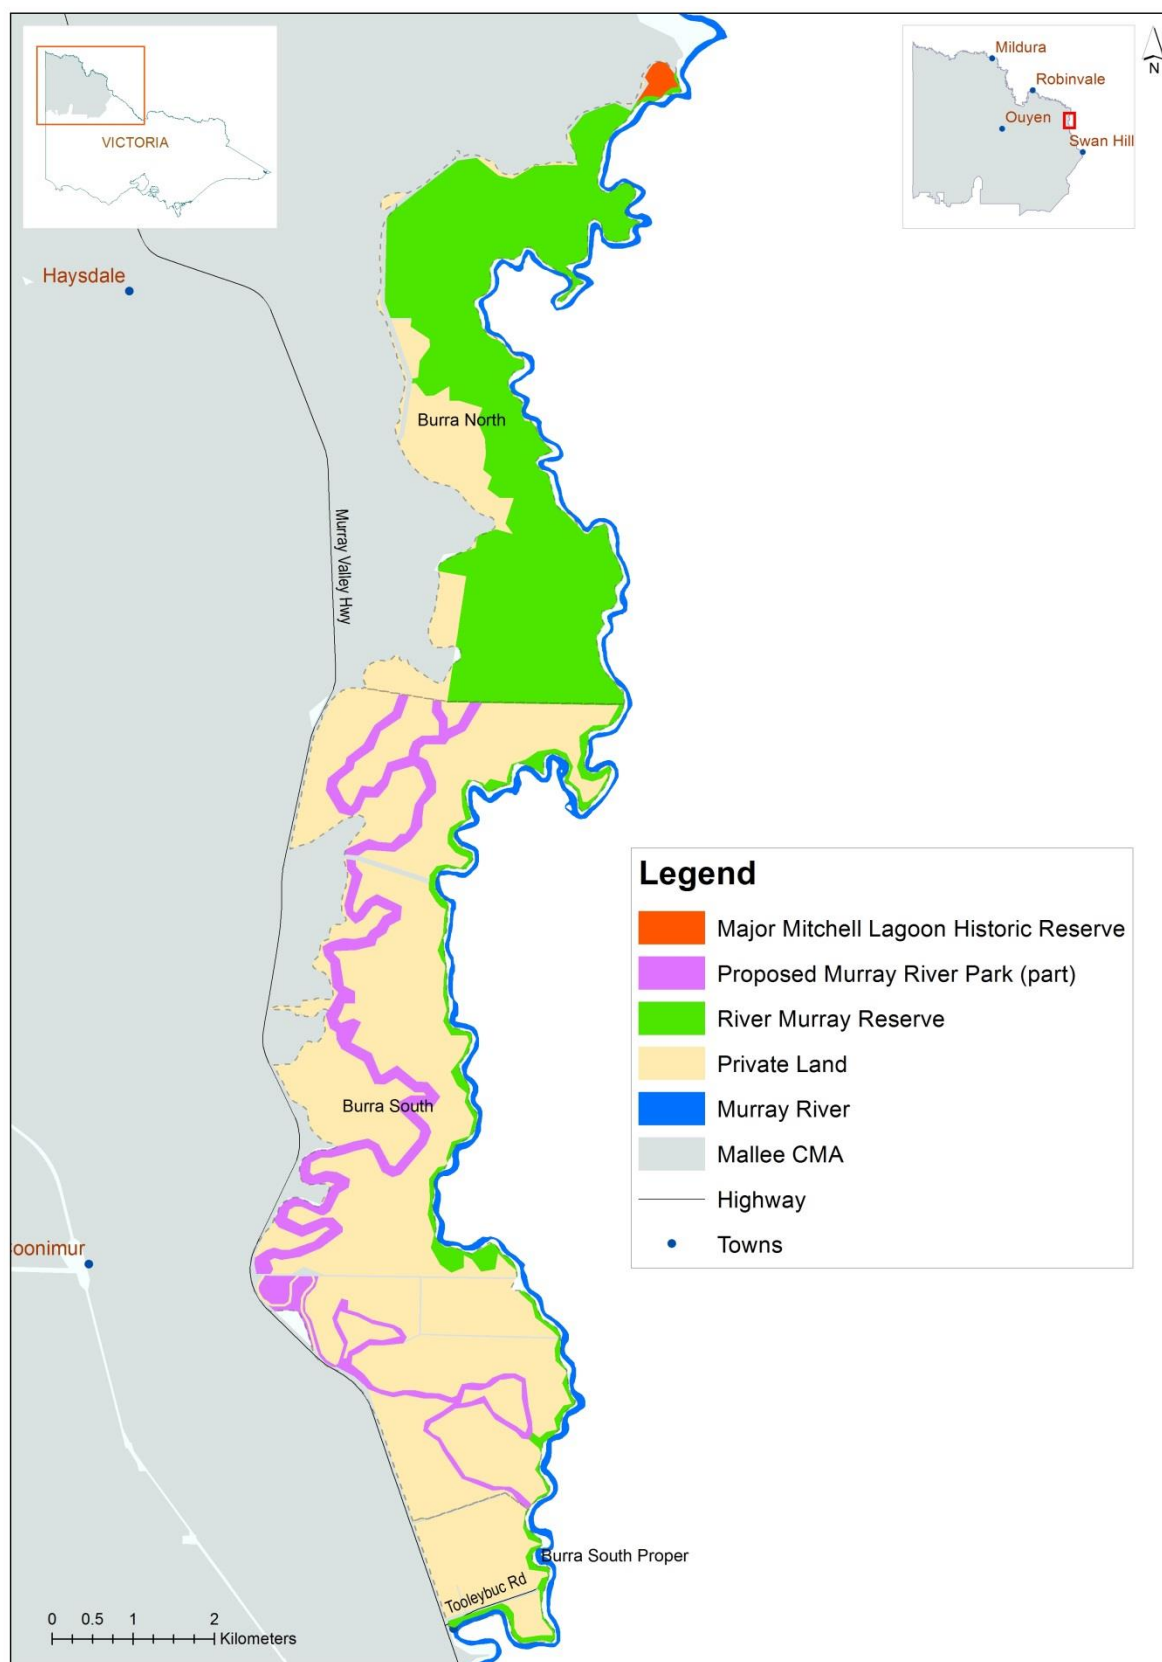 VICTORIA
Mildura
Robinvale
Ouyen
Swan Hill
N
Haysdale
Burra North
Murray Valley Hwy
Legend
Major Mitchell Lagoon Historic Reserve
Proposed Murray River Park (part)
River Murray Reserve
Private Land
Murray River
Mallee CMA
Highway
Towns
Burra South
oonimur
Burra South Proper
Tooleybuc Rd
0 0.5 1 2
Kilometers